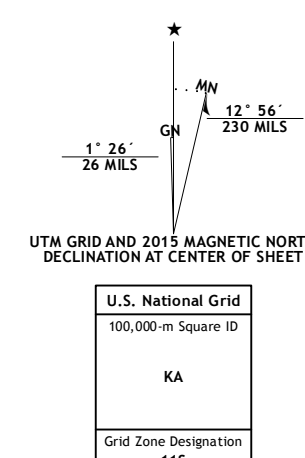 ★
MN
GN
12° 56´
230 MILS
1° 26´
26 MILS
UTM GRID AND 2015 MAGNETIC NORT
DECLINATION AT CENTER OF SHEET
U.S. National Grid
100,000-m Square ID
KA
Grid Zone Designation
11S